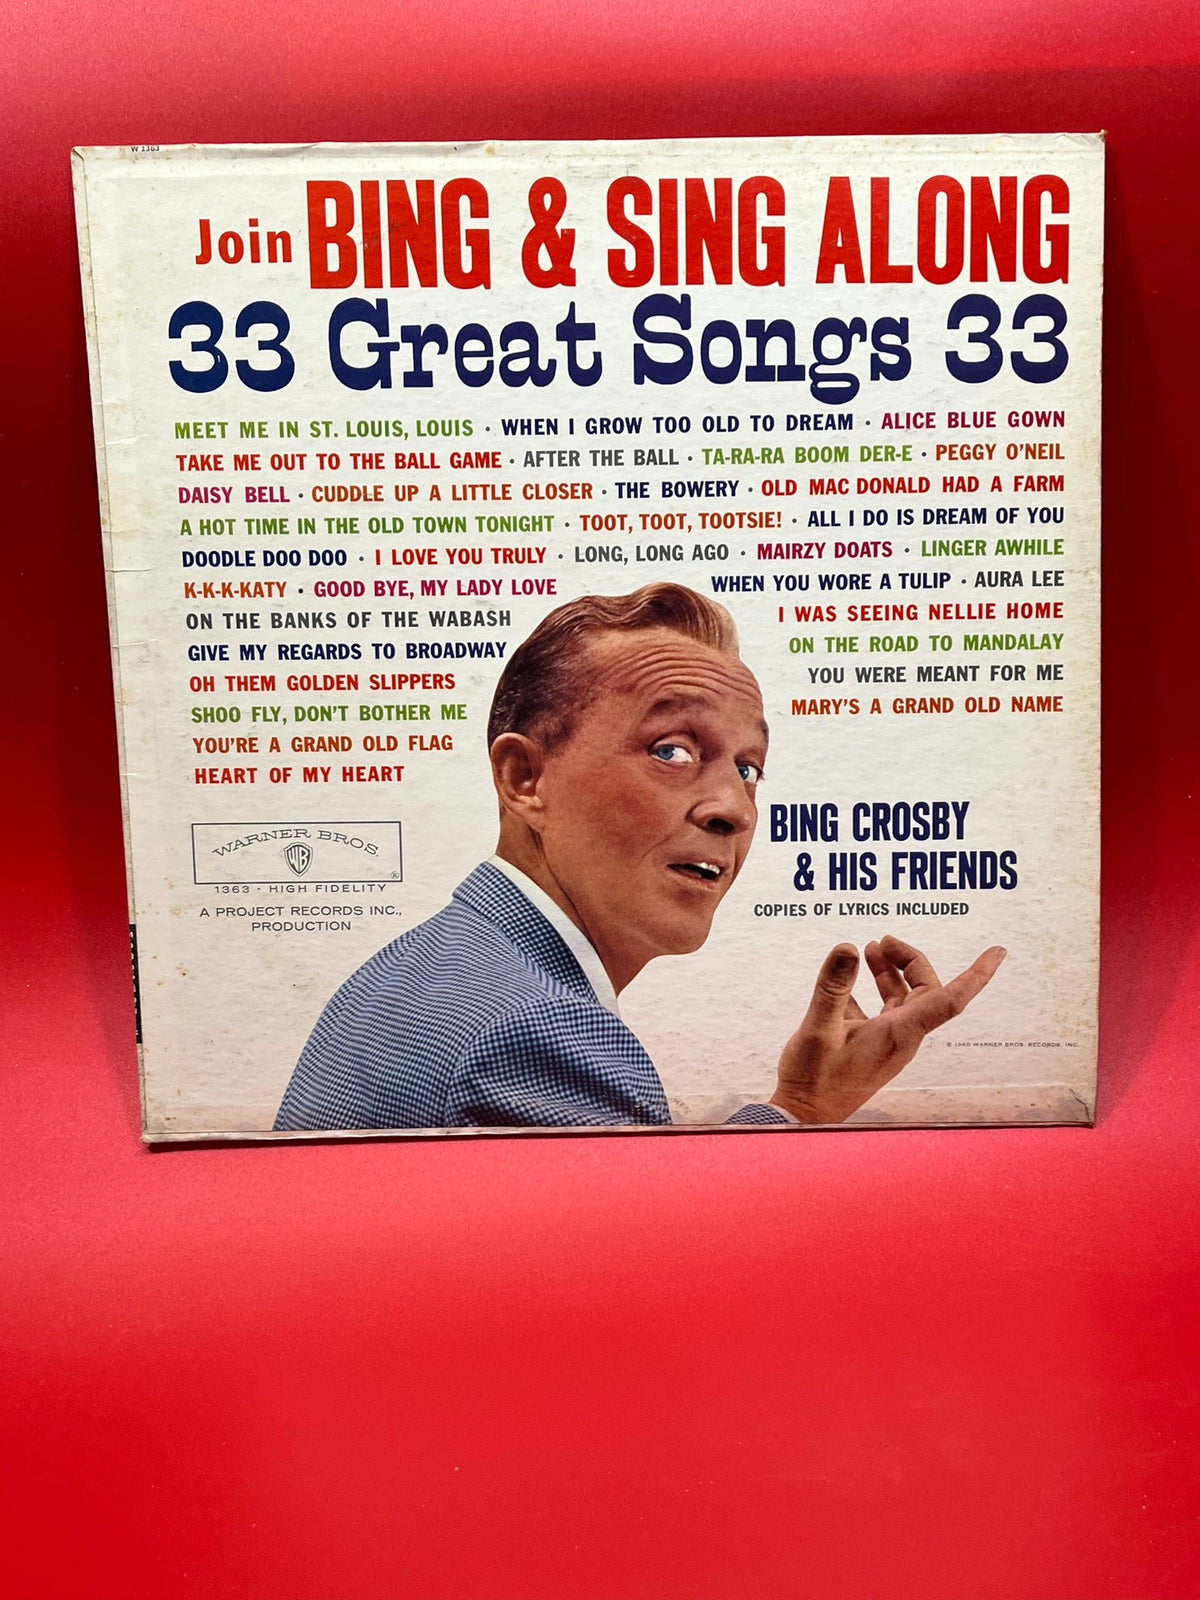 W 1363
Join BING & SING ALONG
33 Great Songs 33
MEET ME IN ST. LOUIS, LOUIS · WHEN I GROW TOO OLD TO DREAM · ALICE BLUE GOWN
TAKE ME OUT TO THE BALL GAME · AFTER THE BALL · TA-RA-RA BOOM DER-E · PEGGY O'NEIL
DAISY BELL · CUDDLE UP A LITTLE CLOSER · THE BOWERY · OLD MAC DONALD HAD A FARM
A HOT TIME IN THE OLD TOWN TONIGHT · TOOT, TOOT, TOOTSIE! · ALL I DO IS DREAM OF YOU
DOODLE DOO DOO · I LOVE YOU TRULY · LONG, LONG AGO · MAIRZY DOATS · LINGER AWHILE
K-K-K-KATY · GOOD BYE, MY LADY LOVE
WHEN YOU WORE A TULIP · AURA LEE
ON THE BANKS OF THE WABASH
I WAS SEEING NELLIE HOME
GIVE MY REGARDS TO BROADWAY
ON THE ROAD TO MANDALAY
OH THEM GOLDEN SLIPPERS
YOU WERE MEANT FOR ME
SHOO FLY, DON'T BOTHER ME
MARY'S A GRAND OLD NAME
YOU'RE A GRAND OLD FLAG
HEART OF MY HEART
BING CROSBY
& HIS FRIENDS
COPIES OF LYRICS INCLUDED
WARNER BROS.
WB
®
1363 · HIGH FIDELITY
A PROJECT RECORDS INC.,
PRODUCTION
© 1960 WARNER BROS. RECORDS, INC.